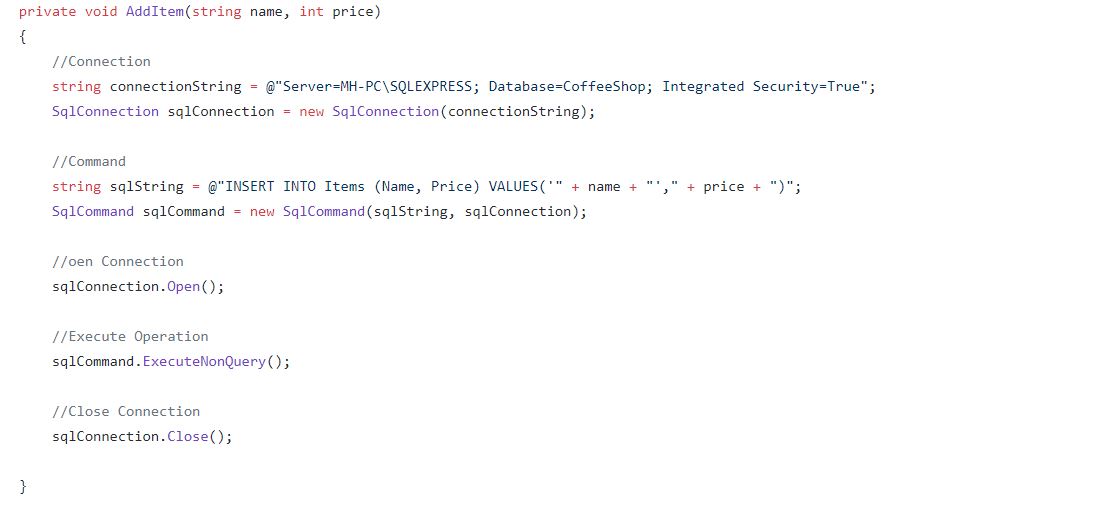 private void AddItem(string name, int price)
{
//Connection
string connectionString = @"Server=MH-PC\SQLEXPRESS; Database=CoffeeShop; Integrated Security=True";
SqlConnection sqlConnection = new SqlConnection(connectionString);
//Command
string sqlString = @"INSERT INTO Items (Name, Price) VALUES('" + name + "'," + price + ")";
SqlCommand sqlCommand = new SqlCommand(sqlString, sqlConnection);
//oen Connection
sqlConnection.Open();
//Execute Operation
sqlCommand.ExecuteNonQuery();
//Close Connection
sqlConnection.Close();
}